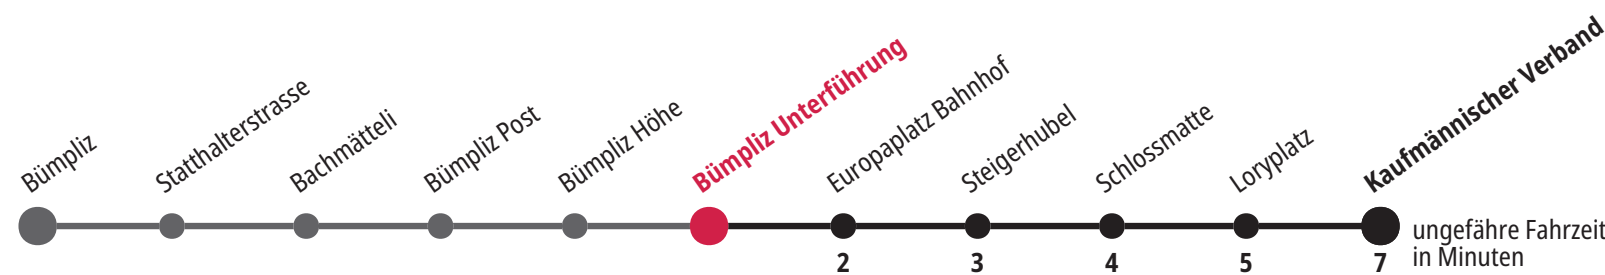 Bümpliz
Statthalterstrasse
Bachmätteli
Bümpliz Post
Bümpliz Höhe
Bümpliz Unterführung
Europaplatz Bahnhof
Steigerhubel
Schlossmatte
Loryplatz
Kaufmännischer Verband
2 3 4 5 7
ungefähre Fahrzeit
in Minuten